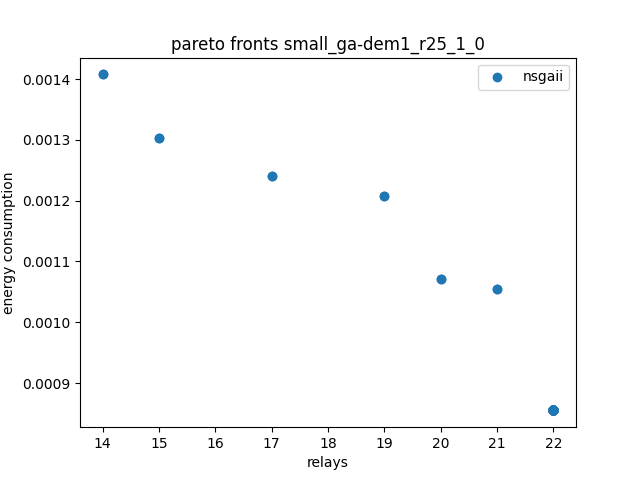 pareto fronts small_ga-dem1_r25_1_0
nsgaii
energy consumption
0.0014
0.0013
0.0012
0.0011
0.0010
0.0009
14 15 16 17 18 19 20 21 22
relays